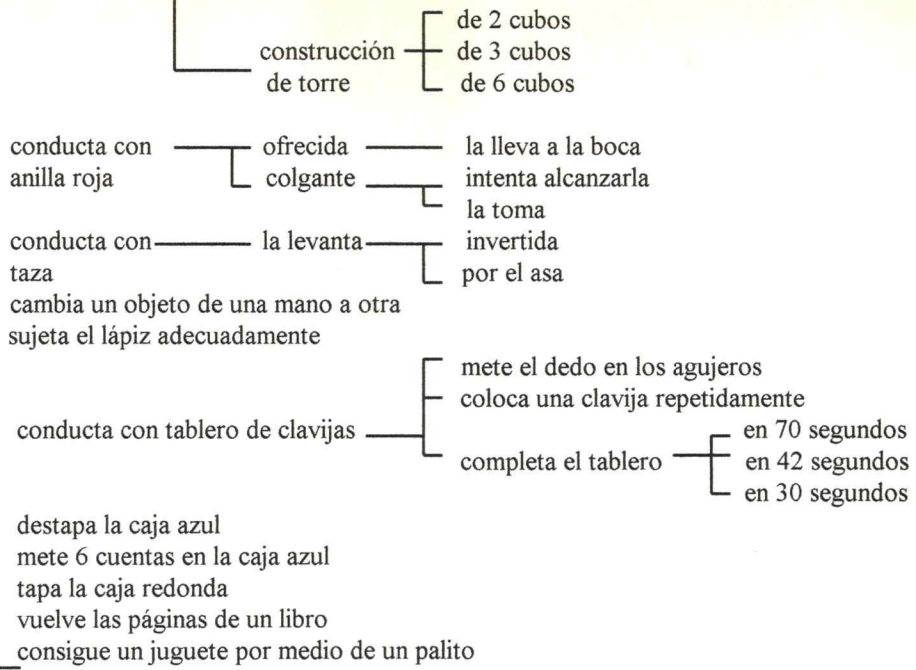 de 2 cubos
construcción de 3 cubos
de torre de 6 cubos
conducta con ofrecida la lleva a la boca
anilla roja colgante intenta alcanzarla
la toma
conducta con la levanta invertida
taza por el asa
cambia un objeto de una mano a otra
sujeta el lápiz adecuadamente
mete el dedo en los agujeros
coloca una clavija repetidamente
conducta con tablero de clavijas en 70 segundos
completa el tablero en 42 segundos
en 30 segundos
destapa la caja azul
mete 6 cuentas en la caja azul
tapa la caja redonda
vuelve las páginas de un libro
consigue un juguete por medio de un palito